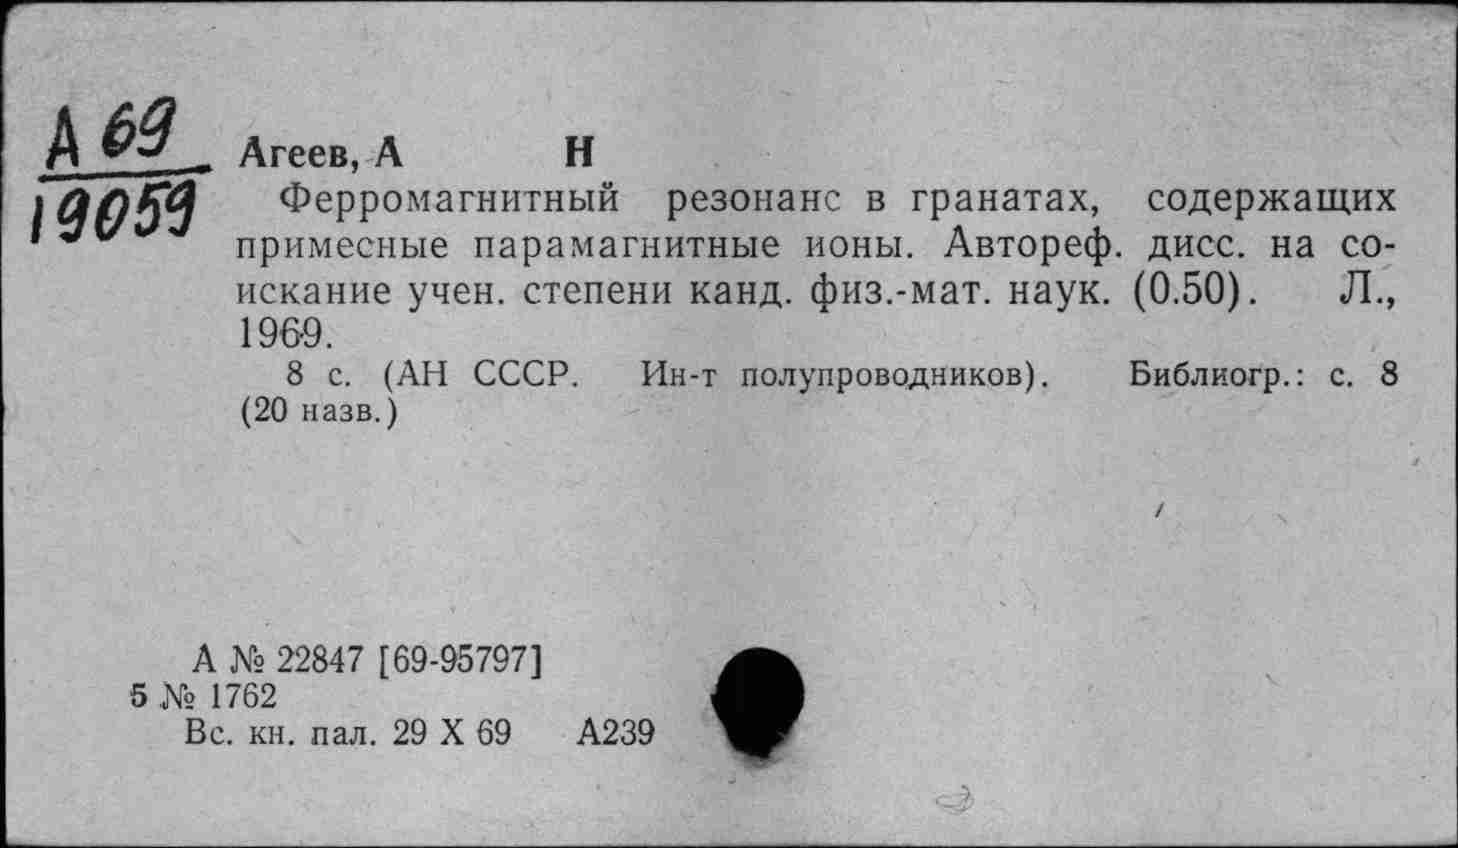 А 69
19059
Агеев, А Н
Ферромагнитный резонанс в гранатах, содержащих
примесные парамагнитные ионы. Автореф. дисс. на со-
искание учен. степени канд. физ.-мат. наук. (0.50). Л.,
1969.
8 с. (АН СССР. Ин-т полупроводников). Библиогр.: с. 8
(20 назв.)
А № 22847 [69-95797]
5 № 1762
Вс. кн. пал. 29 X 69 А239